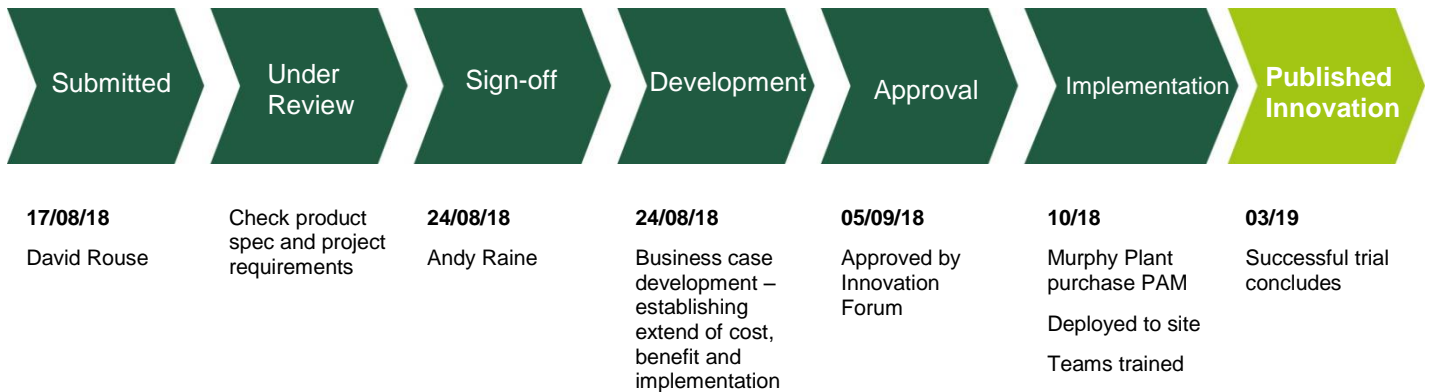 Submitted
Under
Review
Sign-off
Development
Approval
Implementation
Published
Innovation
17/08/18
David Rouse
Check product
spec and project
requirements
24/08/18
Andy Raine
24/08/18
Business case
development –
establishing
extend of cost,
benefit and
implementation
05/09/18
Approved by
Innovation
Forum
10/18
Murphy Plant
purchase PAM
Deployed to site
Teams trained
03/19
Successful trial
concludes